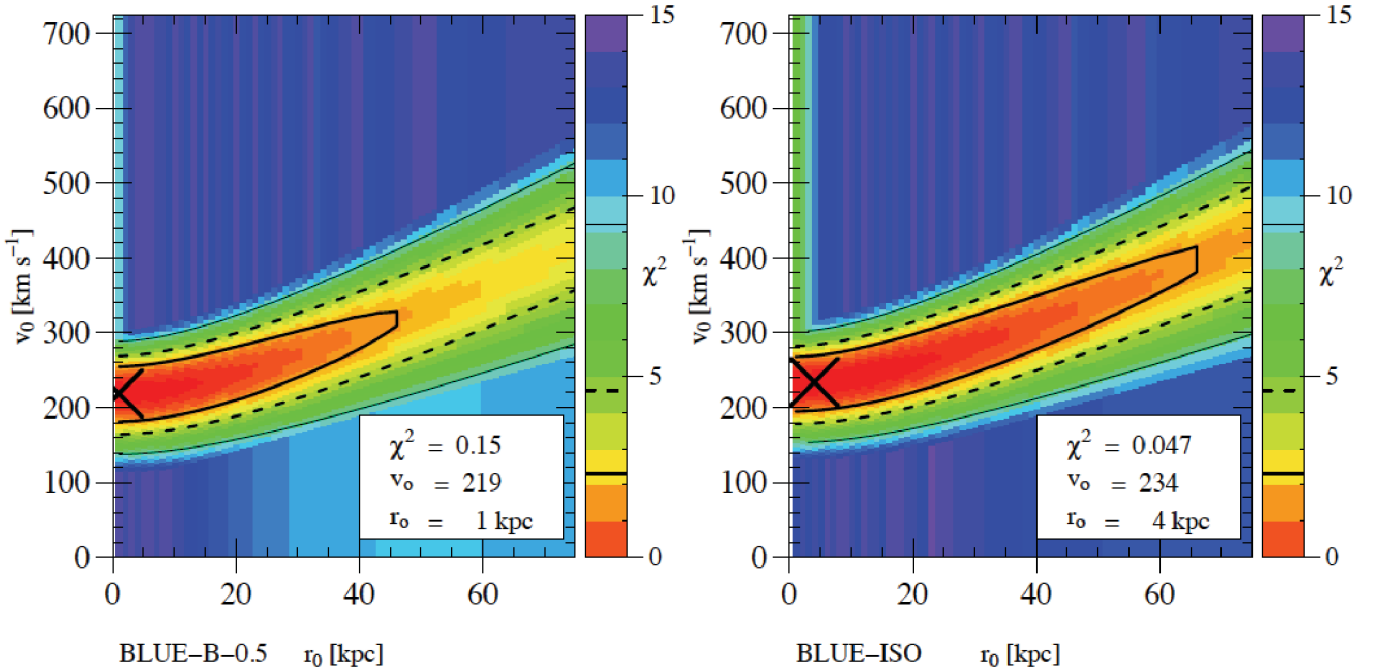 700
600
500
400
300
200
100
0
v₀ [km s⁻¹]
0 20 40 60
χ² = 0.15
vₒ = 219
rₒ = 1 kpc
BLUE−B−0.5 r₀ [kpc]
15
10
χ²
5
0
700
600
500
400
300
200
100
0
v₀ [km s⁻¹]
0 20 40 60
χ² = 0.047
vₒ = 234
rₒ = 4 kpc
BLUE−ISO r₀ [kpc]
15
10
χ²
5
0